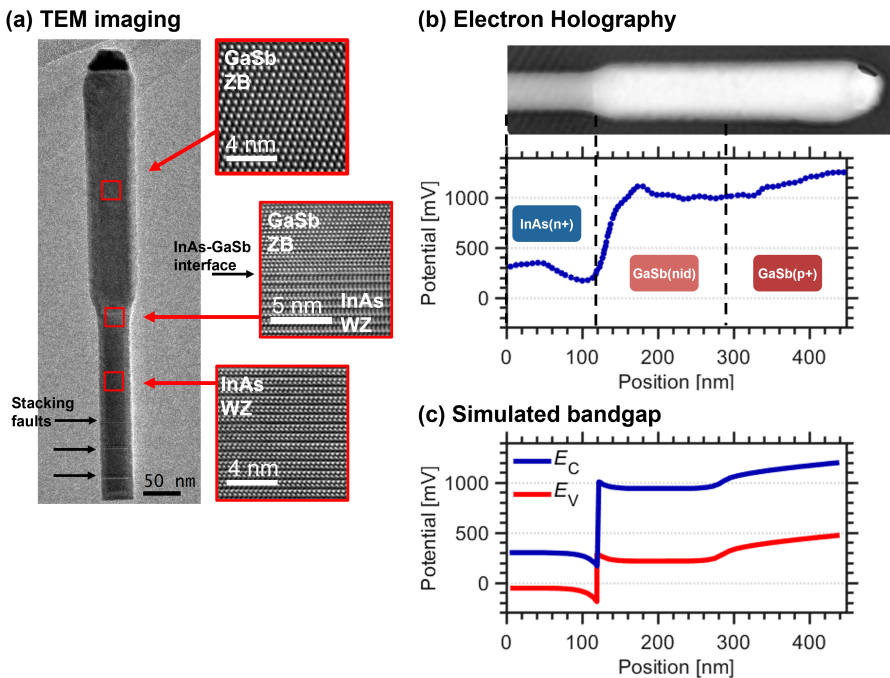 (a) TEM imaging
GaSb
ZB
4 nm
InAs-GaSb
interface
GaSb
ZB
5 nm
InAs
WZ
InAs
WZ
4 nm
Stacking
faults
50 nm
(b) Electron Holography
Potential [mV]
1000
500
0
InAs(n+)
GaSb(nid)
GaSb(p+)
0 100 200 300 400
Position [nm]
(c) Simulated bandgap
Potential [mV]
1000
500
0
EC
EV
0 100 200 300 400
Position [nm]